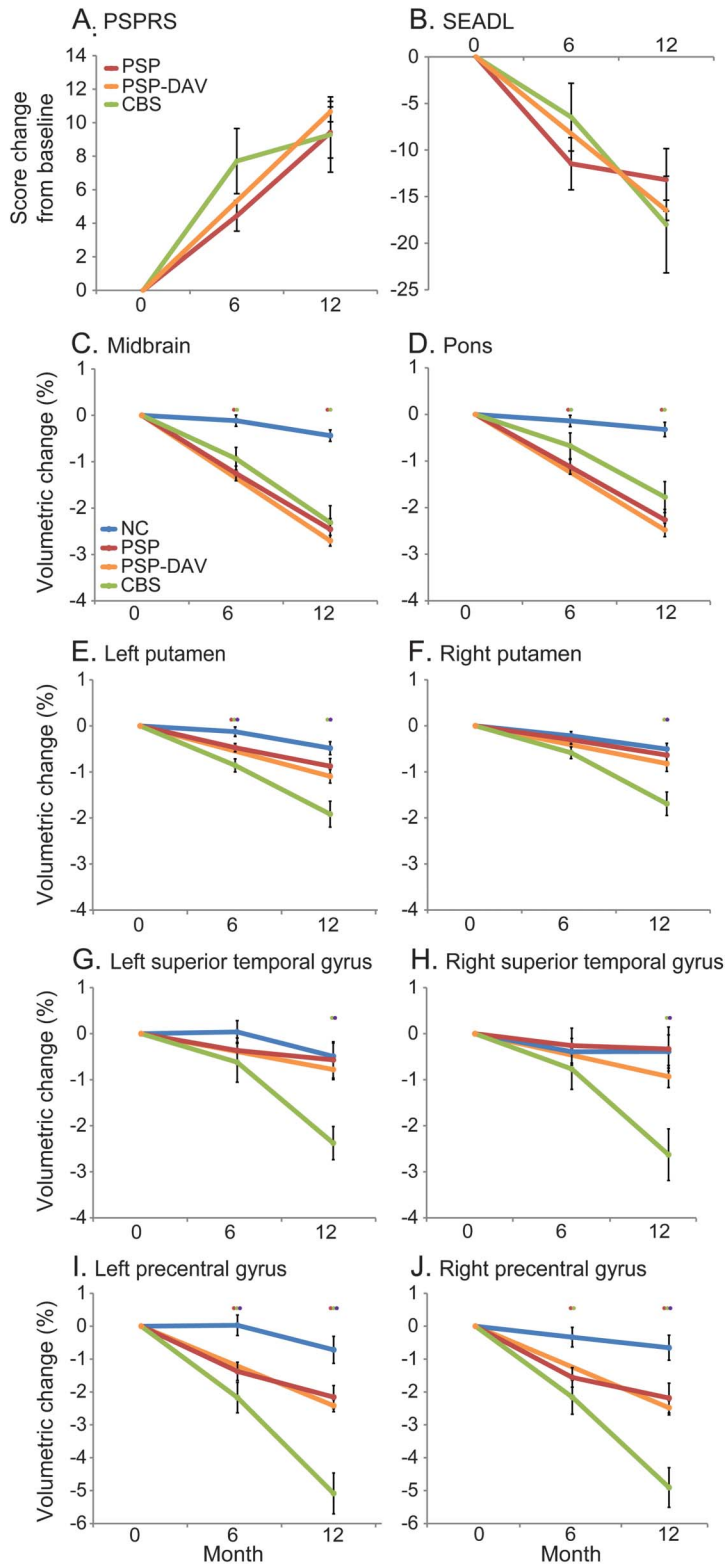 A. PSPRS
B. SEADL
14
12
10
8
6
4
2
0
Score change
from baseline
PSP
PSP-DAV
CBS
0 6 12
0 6 12
0
-5
-10
-15
-20
-25
C. Midbrain
D. Pons
1
0
-1
-2
-3
-4
Volumetric change (%)
NC
PSP
PSP-DAV
CBS
0 6 12
1
0
-1
-2
-3
-4
0 6 12
E. Left putamen
F. Right putamen
1
0
-1
-2
-3
-4
Volumetric change (%)
0 6 12
1
0
-1
-2
-3
-4
0 6 12
G. Left superior temporal gyrus
H. Right superior temporal gyrus
1
0
-1
-2
-3
-4
Volumetric change (%)
0 6 12
1
0
-1
-2
-3
-4
0 6 12
I. Left precentral gyrus
J. Right precentral gyrus
1
0
-1
-2
-3
-4
-5
-6
Volumetric change (%)
0 6 12
Month
1
0
-1
-2
-3
-4
-5
-6
0 6 12
Month